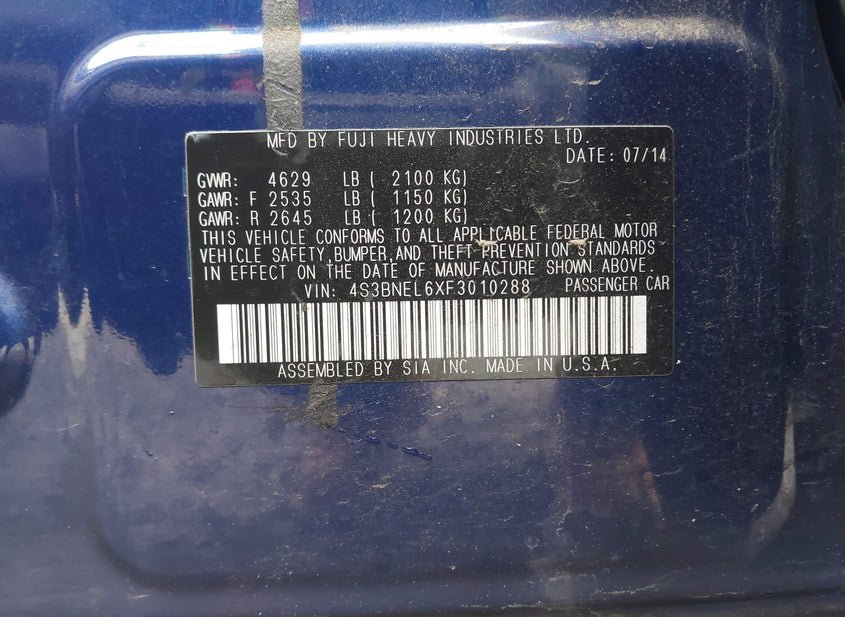 MFD BY FUJI HEAVY INDUSTRIES LTD.
DATE: 07/14
GVWR: 4629 LB ( 2100 KG)
GAWR: F 2535 LB ( 1150 KG)
GAWR: R 2645 LB ( 1200 KG)
THIS VEHICLE CONFORMS TO ALL APPLICABLE FEDERAL MOTOR
VEHICLE SAFETY,BUMPER,AND THEFT PREVENTION STANDARDS
IN EFFECT ON THE DATE OF MANUFACTURE SHOWN ABOVE.
VIN: 4S3BNEL6XF3010288 PASSENGER CAR
ASSEMBLED BY SIA INC. MADE IN U.S.A.